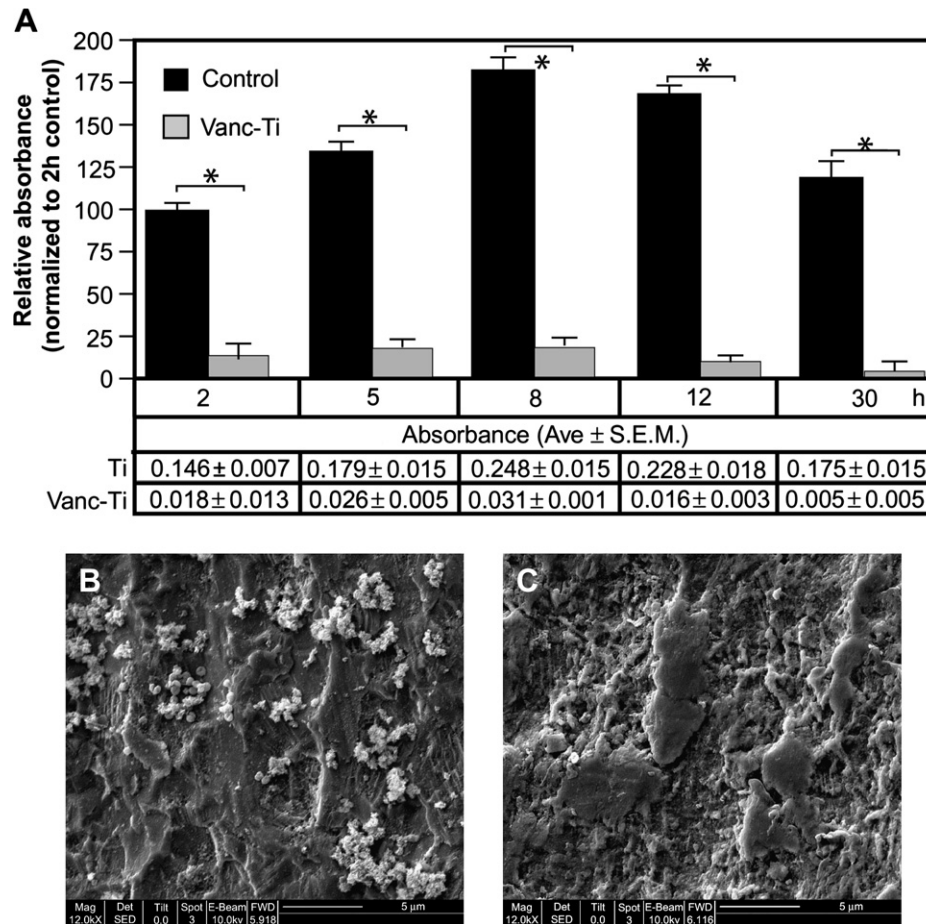 A
Relative absorbance
(normalized to 2h control)
200
175
150
125
100
75
50
25
0
Control
Vanc-Ti
*
*
*
*
*
2 5 8 12 30 h
Absorbance (Ave ± S.E.M.)
Ti 0.146±0.007 0.179±0.015 0.248±0.015 0.228±0.018 0.175±0.015
Vanc-Ti 0.018±0.013 0.026±0.005 0.031±0.001 0.016±0.003 0.005±0.005
B
Mag Det Tilt Spot E-Beam FWD 5 µm
12.0kX SED 0.0 3 10.0kv 5.918
C
Mag Det Tilt Spot E-Beam FWD 5 µm
12.0kX SED 0.0 3 10.0kv 6.116